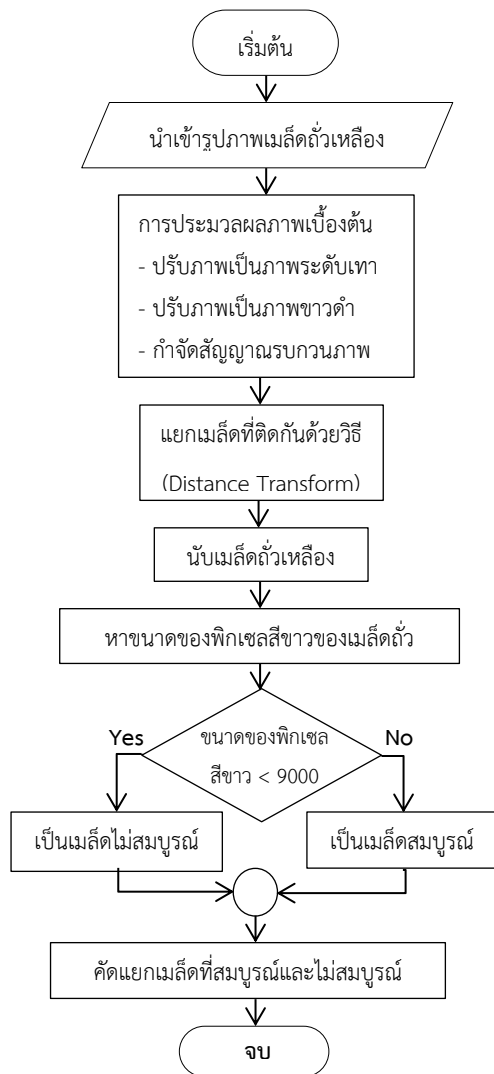 เริ่มต้น
นำเข้ารูปภาพเมล็ดถั่วเหลือง
การประมวลผลภาพเบื้องต้น
- ปรับภาพเป็นภาพระดับเทา
- ปรับภาพเป็นภาพขาวดำ
- กำจัดสัญญาณรบกวนภาพ
แยกเมล็ดที่ติดกันด้วยวิธี
(Distance Transform)
นับเมล็ดถั่วเหลือง
หาขนาดของพิกเซลสีขาวของเมล็ดถั่ว
Yes
ขนาดของพิกเซล
No
สีขาว < 9000
เป็นเมล็ดไม่สมบูรณ์
เป็นเมล็ดสมบูรณ์
คัดแยกเมล็ดที่สมบูรณ์และไม่สมบูรณ์
จบ